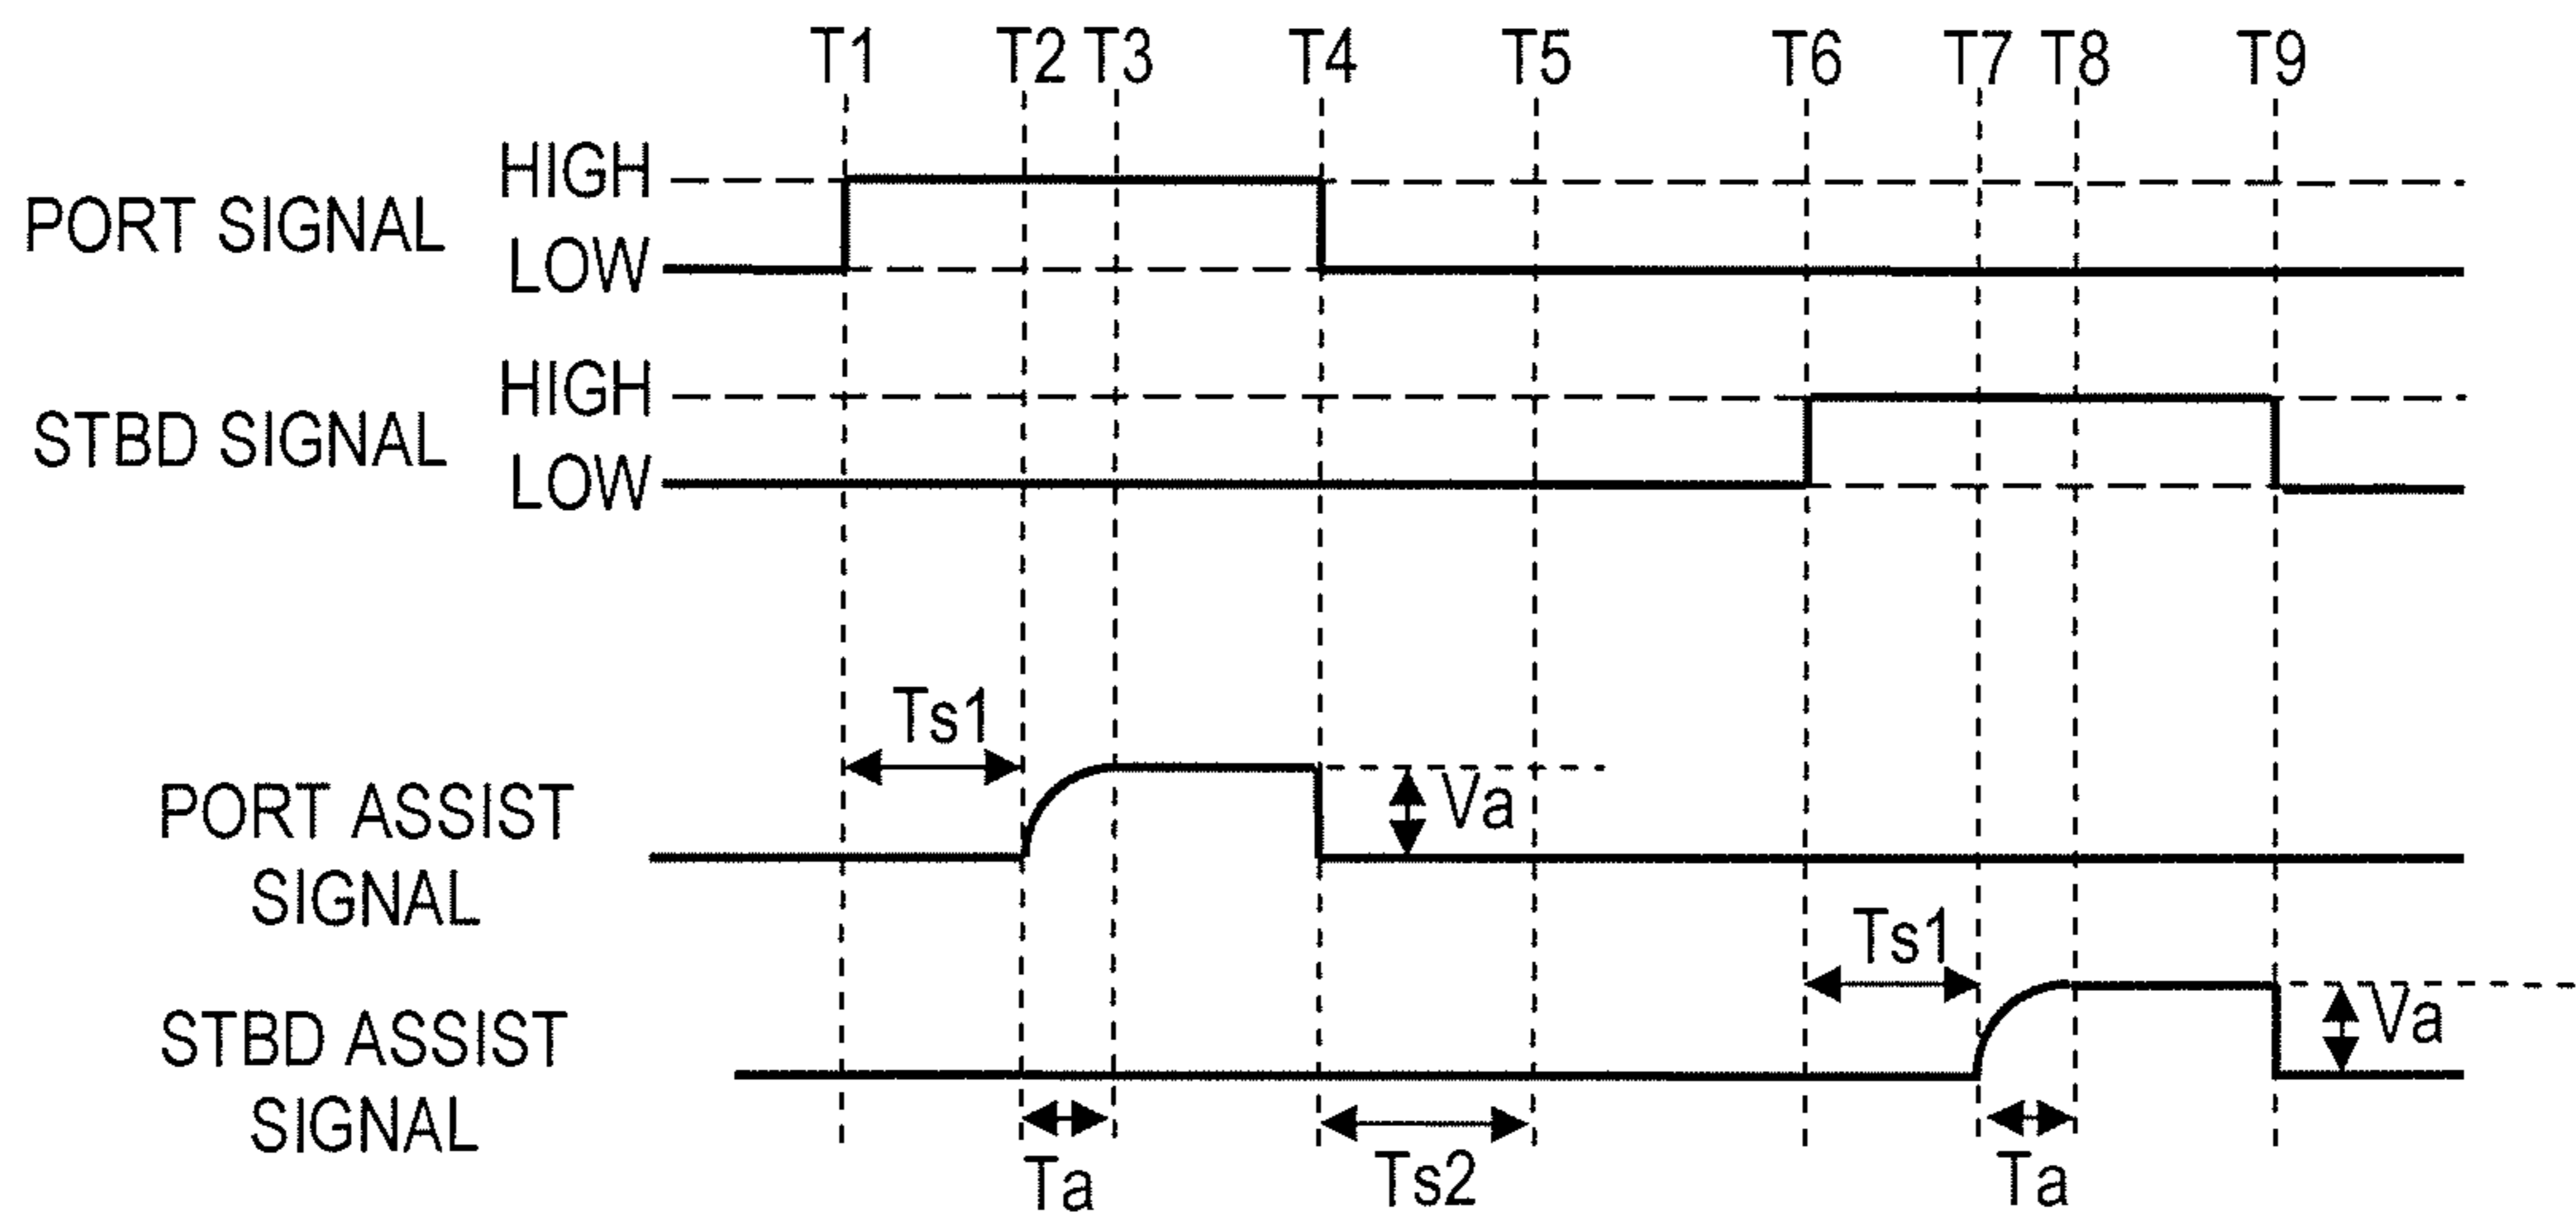 T1 T2 T3 T4 T5 T6 T7 T8 T9
PORT SIGNAL
HIGH
LOW
STBD SIGNAL
HIGH
LOW
Ts1
PORT ASSIST
SIGNAL
Va
Ts1
STBD ASSIST
SIGNAL
Va
Ta
Ts2
Ta